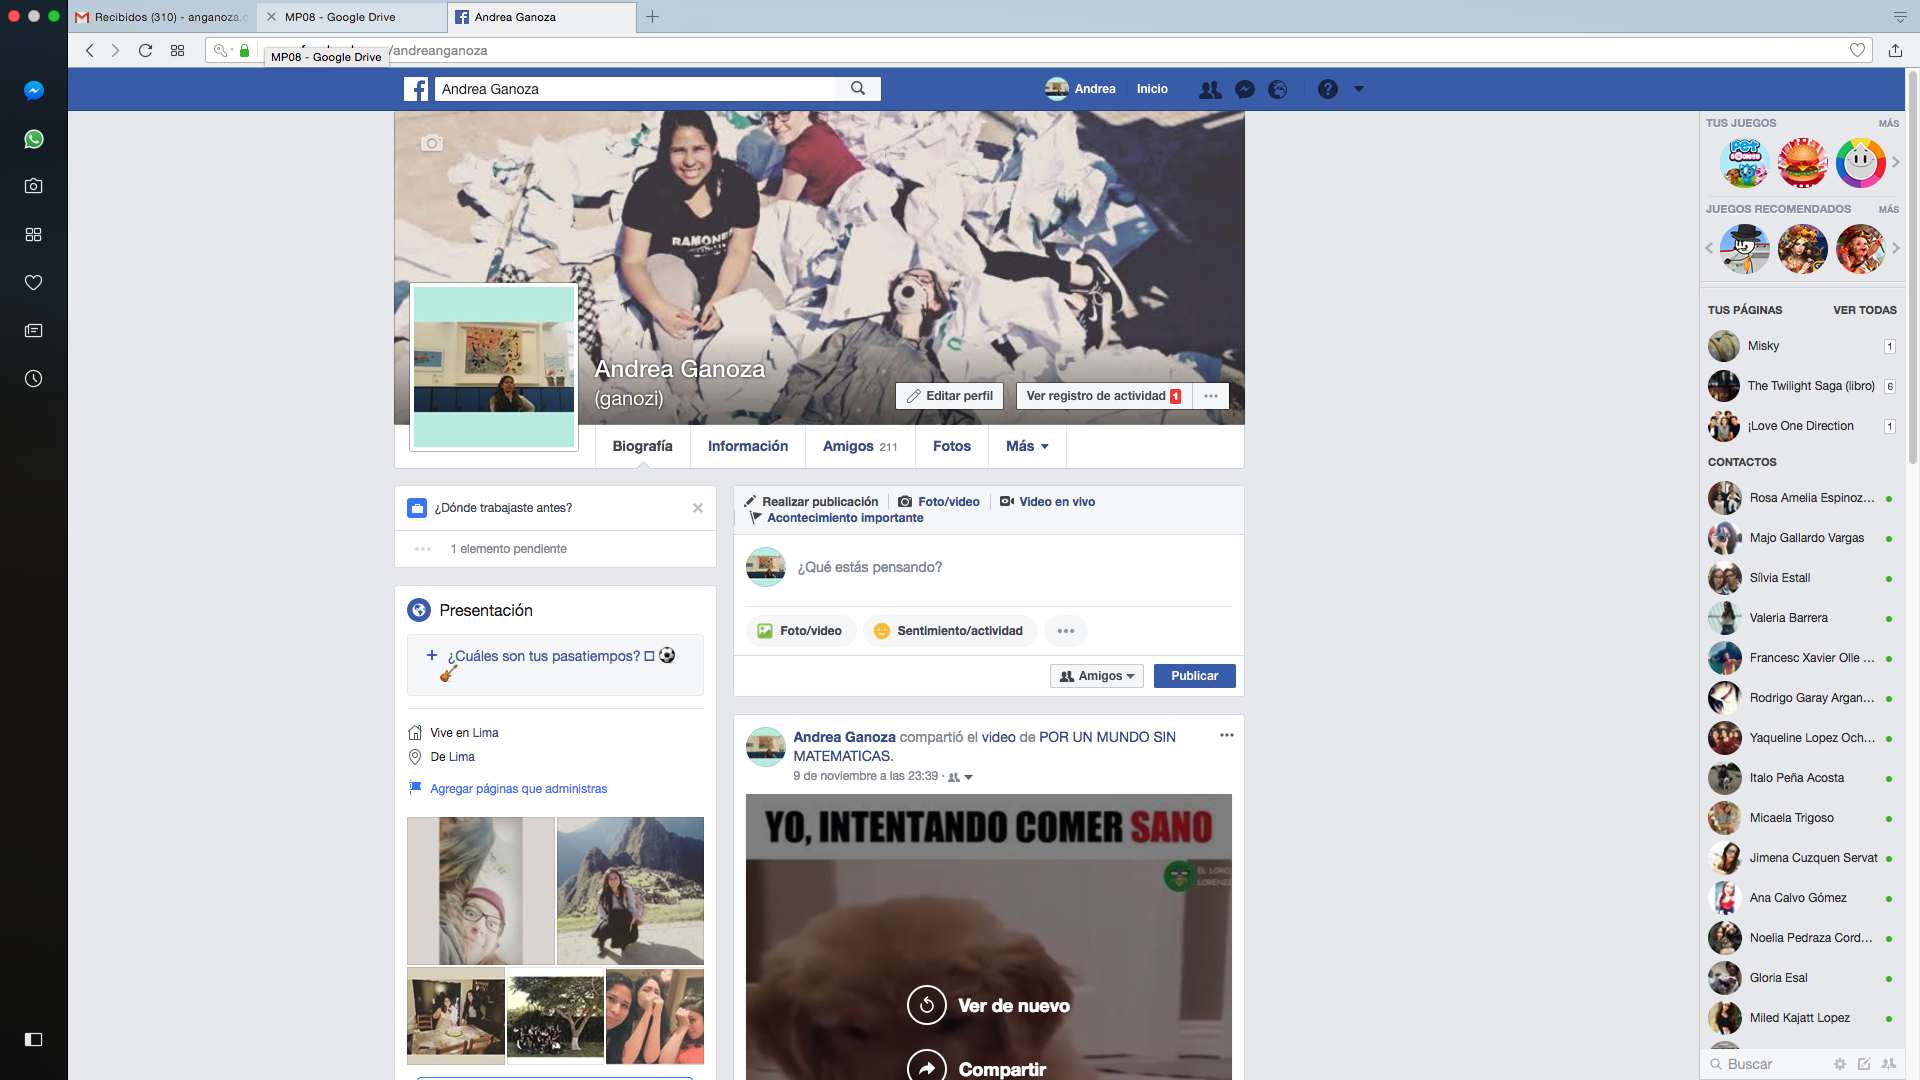 Recibidos (310) - anganoza.c
MP08 - Google Drive
Andrea Ganoza
/andreanganoza
MP08 - Google Drive
Andrea Ganoza
Andrea
Inicio
RAMONE
Andrea Ganoza
(ganozi)
Editar perfil
Ver registro de actividad 1
Biografía
Información
Amigos 211
Fotos
Más
¿Dónde trabajaste antes?
1 elemento pendiente
Presentación
¿Cuáles son tus pasatiempos?
Vive en Lima
De Lima
Agregar páginas que administras
Realizar publicación
Foto/video
Video en vivo
Acontecimiento importante
¿Qué estás pensando?
Foto/video
Sentimiento/actividad
Amigos
Publicar
Andrea Ganoza compartió el video de POR UN MUNDO SIN
MATEMATICAS.
9 de noviembre a las 23:39 ·
YO, INTENTANDO COMER SANO
EL LORO
LORENZO
Ver de nuevo
Compartir
TUS JUEGOS
MÁS
PET
JUEGOS RECOMENDADOS
MÁS
TUS PÁGINAS
VER TODAS
Misky 1
The Twilight Saga (libro) 6
¡Love One Direction 1
CONTACTOS
Rosa Amelia Espinoz...
Majo Gallardo Vargas
Sílvia Estall
Valeria Barrera
Francesc Xavier Olle ...
Rodrigo Garay Argan...
Yaqueline Lopez Och...
Italo Peña Acosta
Micaela Trigoso
Jimena Cuzquen Servat
Ana Calvo Gómez
Noelia Pedraza Cord...
Gloria Esal
Miled Kajatt Lopez
Buscar